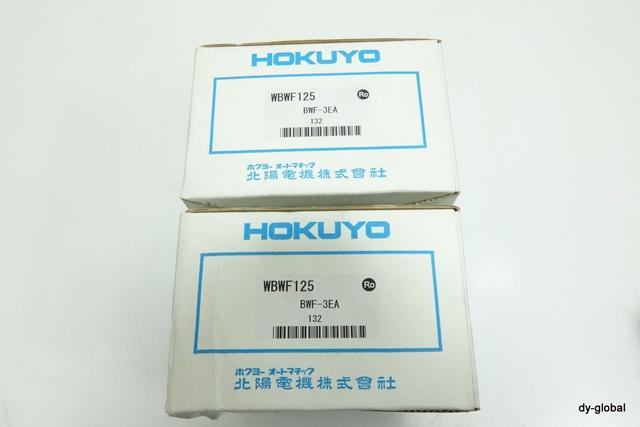 HOKUYO
WBWF125 Ro
BWF-3EA
132
ホクヨー オートマチック
北陽電機株式會社
HOKUYO
WBWF125 Ro
BWF-3EA
132
ホクヨー オートマチック
北陽電機株式會社
dy-global